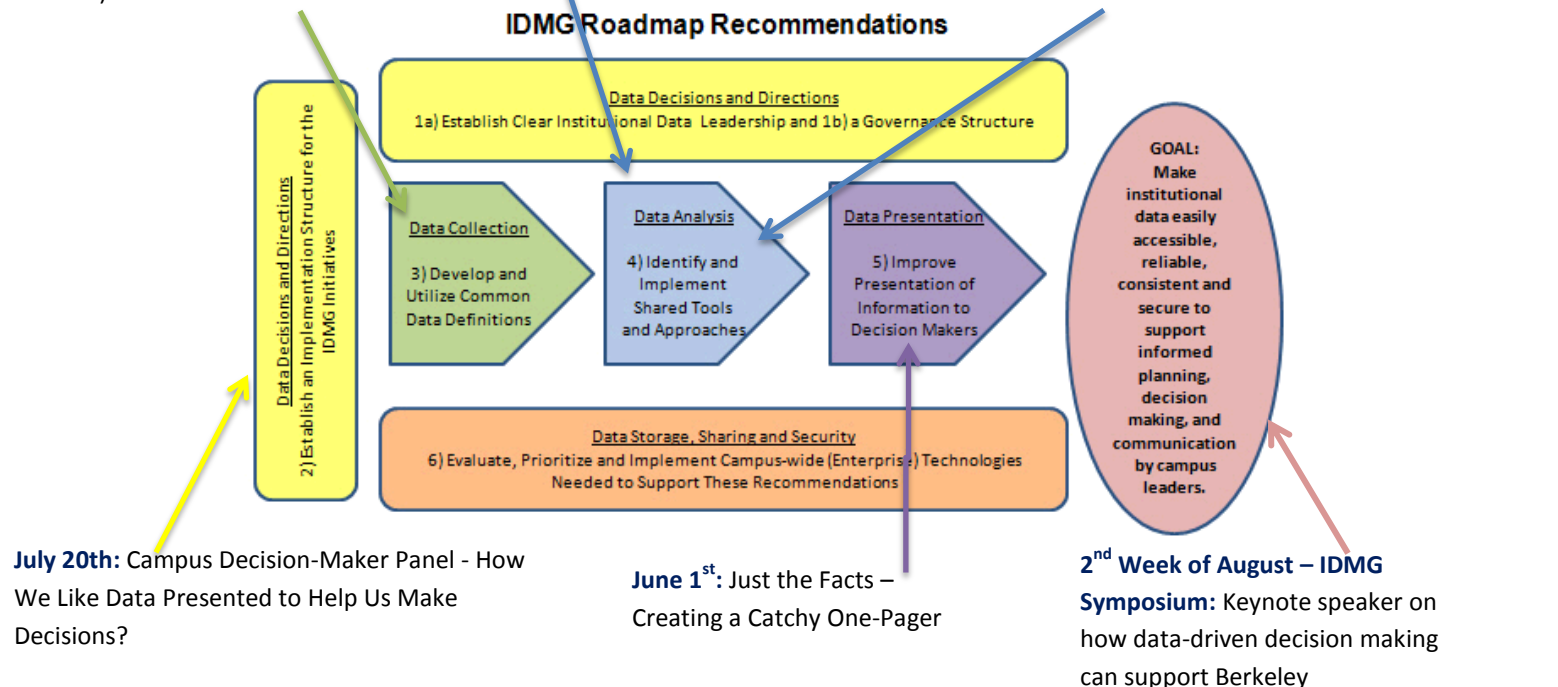 IDMG Roadmap Recommendations
Data Decisions and Directions
1a) Establish Clear Institutional Data Leadership and 1b) a Governance Structure
Data Decisions and Directions
2) Establish an Implementation Structure for the
IDMG Initiatives
Data Collection
3) Develop and
Utilize Common
Data Definitions
Data Analysis
4) Identify and
Implement
Shared Tools
and Approaches
Data Presentation
5) Improve
Presentation of
Information to
Decision Makers
GOAL:
Make
institutional
data easily
accessible,
reliable,
consistent and
secure to
support
informed
planning,
decision
making, and
communication
by campus
leaders.
Data Storage, Sharing and Security
6) Evaluate, Prioritize and Implement Campus-wide (Enterprise) Technologies
Needed to Support These Recommendations
July 20th: Campus Decision-Maker Panel - How
We Like Data Presented to Help Us Make
Decisions?
June 1st: Just the Facts –
Creating a Catchy One-Pager
2nd Week of August – IDMG
Symposium: Keynote speaker on
how data-driven decision making
can support Berkeley